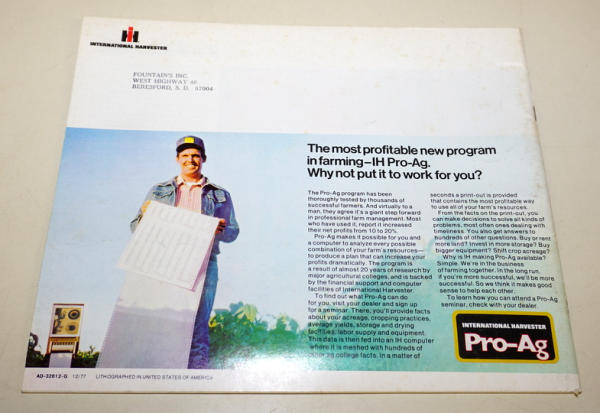 IH
INTERNATIONAL HARVESTER
FOUNTAIN'S INC.
WEST HIGHWAY 46
BERESFORD, S. D. 57004
The most profitable new program
in farming–IH Pro-Ag.
Why not put it to work for you?
The Pro-Ag program has been
thoroughly tested by thousands of
successful farmers. And virtually to a
man, they agree it's a giant step forward
in professional farm management. Most
who have used it, report it increased
their net profits from 10 to 20%.
Pro-Ag makes it possible for you and
a computer to analyze every possible
combination of your farm's resources—
to produce a plan that can increase your
profits dramatically. The program is
a result of almost 20 years of research by
major agricultural colleges, and is backed
by the financial support and computer
facilities of International Harvester.
To find out what Pro-Ag can do
for you, visit your dealer and sign up
for a seminar. There, you'll provide facts
about your acreage, cropping practices,
average yields, storage and drying
facilities, labor supply and equipment.
This data is then fed into an IH computer
where it is meshed with hundreds of
other ag college facts. In a matter of
seconds a print-out is provided
that contains the most profitable way
to use all of your farm's resources.
From the facts on the print-out, you
can make decisions to solve all kinds of
problems, most often ones dealing with
timeliness. You also get answers to
hundreds of other questions. Buy or rent
more land? Invest in more storage? Buy
bigger equipment? Shift crop acreage?
Why is IH making Pro-Ag available?
Simple. We're in the business
of farming together. In the long run,
if you're more successful, we'll be more
successful. So we think it makes good
sense to help each other.
To learn how you can attend a Pro-Ag
seminar, check with your dealer.
INTERNATIONAL HARVESTER
Pro-Ag
AD-32612-G 12/77 LITHOGRAPHED IN UNITED STATES OF AMERICA